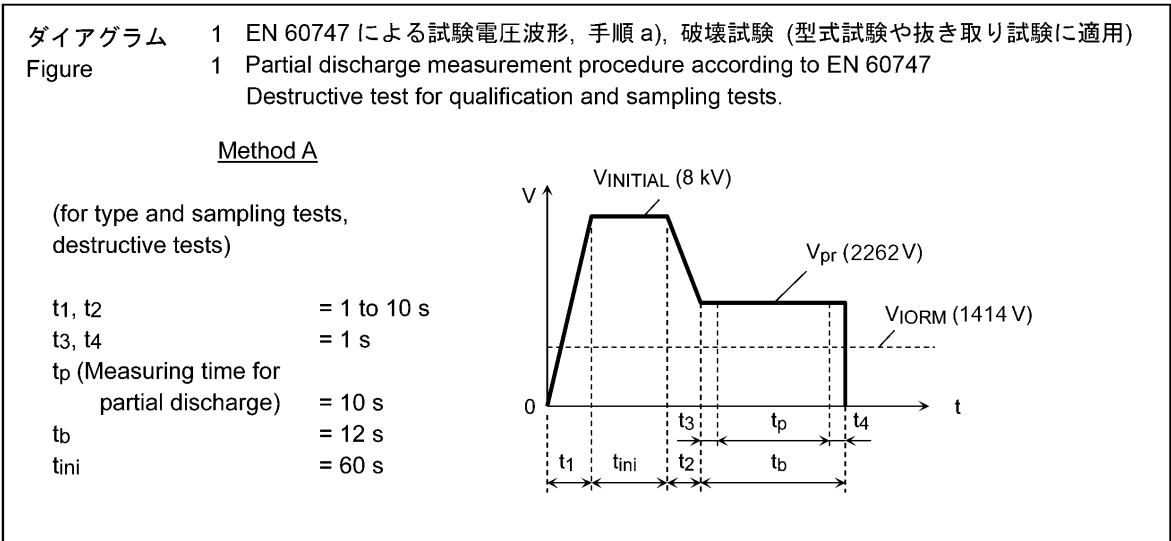 ダイアグラム 1 EN 60747 による試験電圧波形, 手順 a), 破壊試験 (型式試験や抜き取り試験に適用)
Figure 1 Partial discharge measurement procedure according to EN 60747
Destructive test for qualification and sampling tests.
Method A
(for type and sampling tests,
destructive tests)
t1, t2 = 1 to 10 s
t3, t4 = 1 s
tp (Measuring time for
partial discharge) = 10 s
tb = 12 s
tini = 60 s
V
VINITIAL (8 kV)
Vpr (2262 V)
VIORM (1414 V)
0
t
t3 tp t4
t1 tini t2 tb